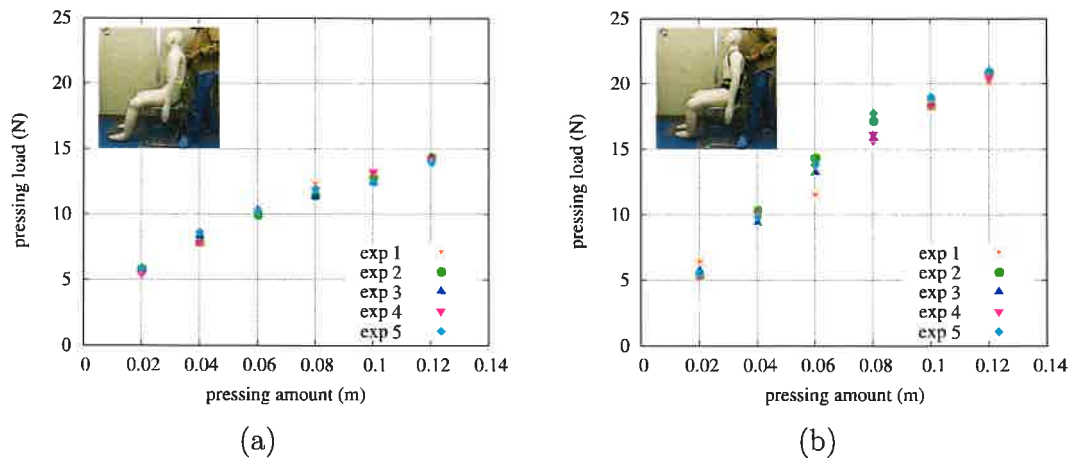 25
20
15
10
5
0
pressing load (N)
exp 1
exp 2
exp 3
exp 4
exp 5
0 0.02 0.04 0.06 0.08 0.10 0.12 0.14
pressing amount (m)
(a)
25
20
15
10
5
0
pressing load (N)
exp 1
exp 2
exp 3
exp 4
exp 5
0 0.02 0.04 0.06 0.08 0.10 0.12 0.14
pressing amount (m)
(b)